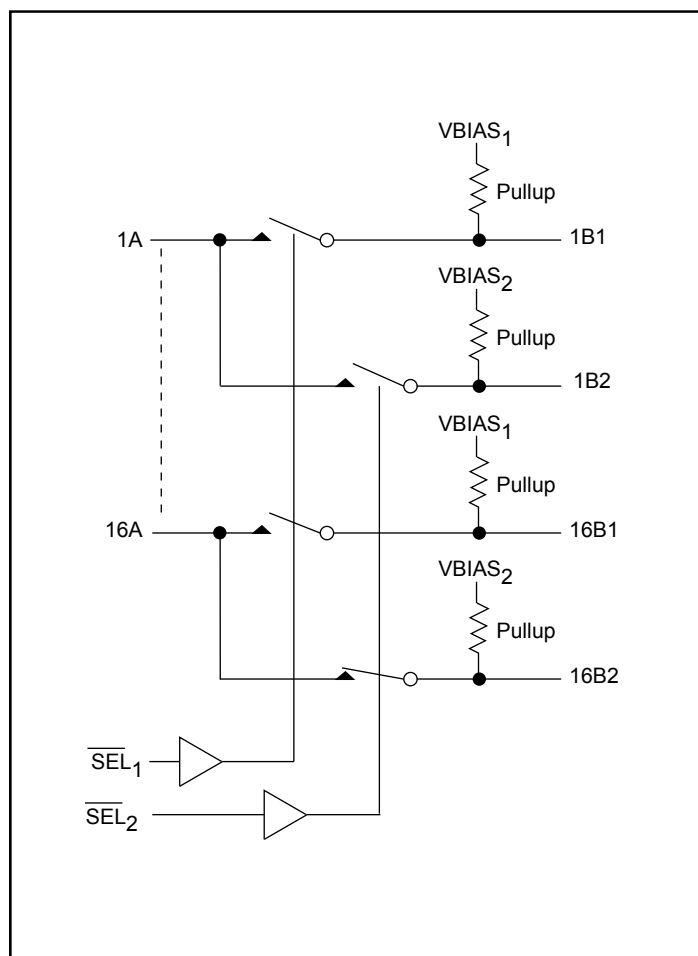 VBIAS1
Pullup
1A
1B1
VBIAS2
Pullup
1B2
VBIAS1
Pullup
16A
16B1
VBIAS2
Pullup
16B2
SEL1
SEL2